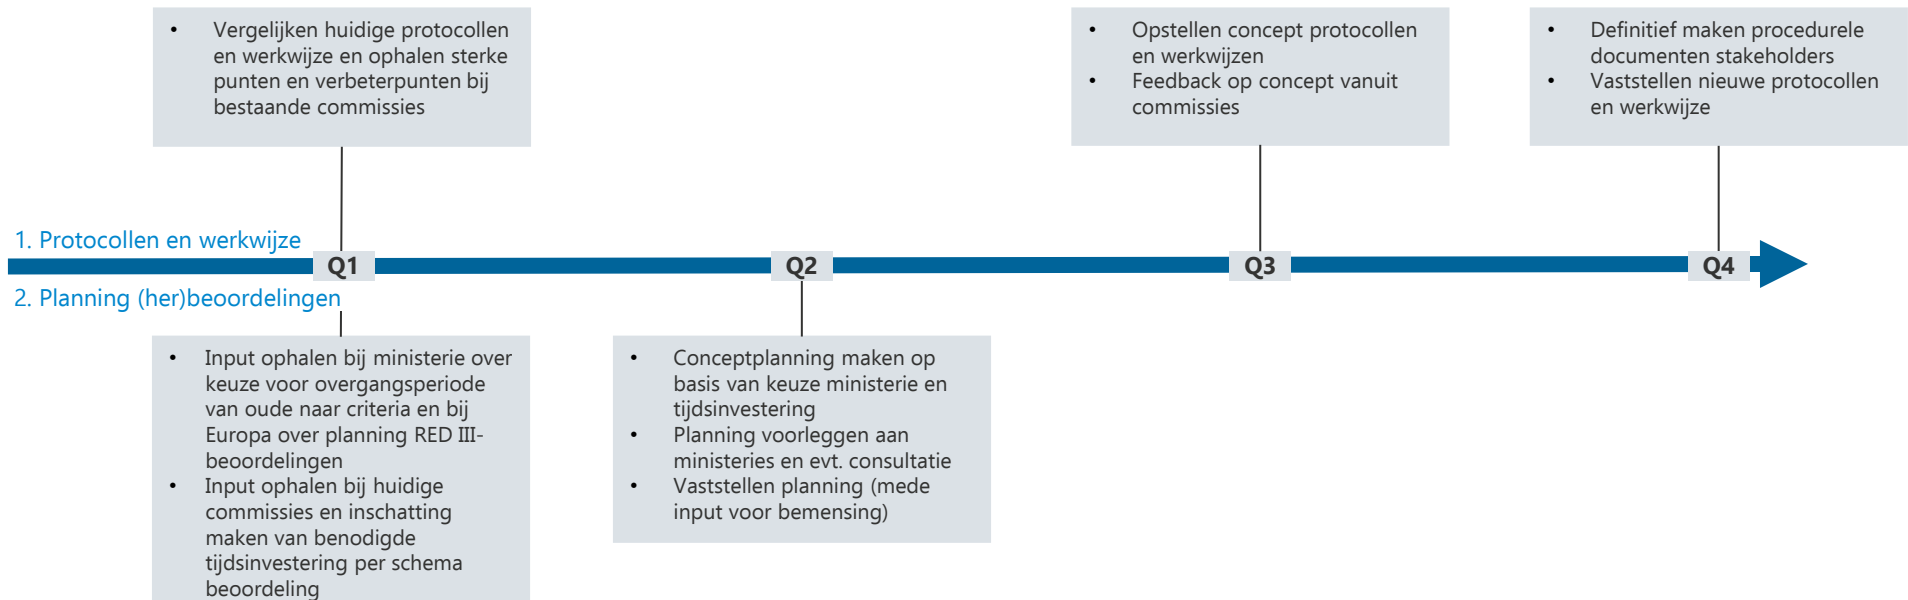 • Vergelijken huidige protocollen
en werkwijze en ophalen sterke
punten en verbeterpunten bij
bestaande commissies
• Opstellen concept protocollen
en werkwijzen
• Feedback op concept vanuit
commissies
• Definitief maken procedurele
documenten stakeholders
• Vaststellen nieuwe protocollen
en werkwijze
1. Protocollen en werkwijze
Q1
Q2
Q3
Q4
2. Planning (her)beoordelingen
• Input ophalen bij ministerie over
keuze voor overgangsperiode
van oude naar criteria en bij
Europa over planning RED III-
beoordelingen
• Input ophalen bij huidige
commissies en inschatting
maken van benodigde
tijdsinvestering per schema
beoordeling
• Conceptplanning maken op
basis van keuze ministerie en
tijdsinvestering
• Planning voorleggen aan
ministeries en evt. consultatie
• Vaststellen planning (mede
input voor bemensing)